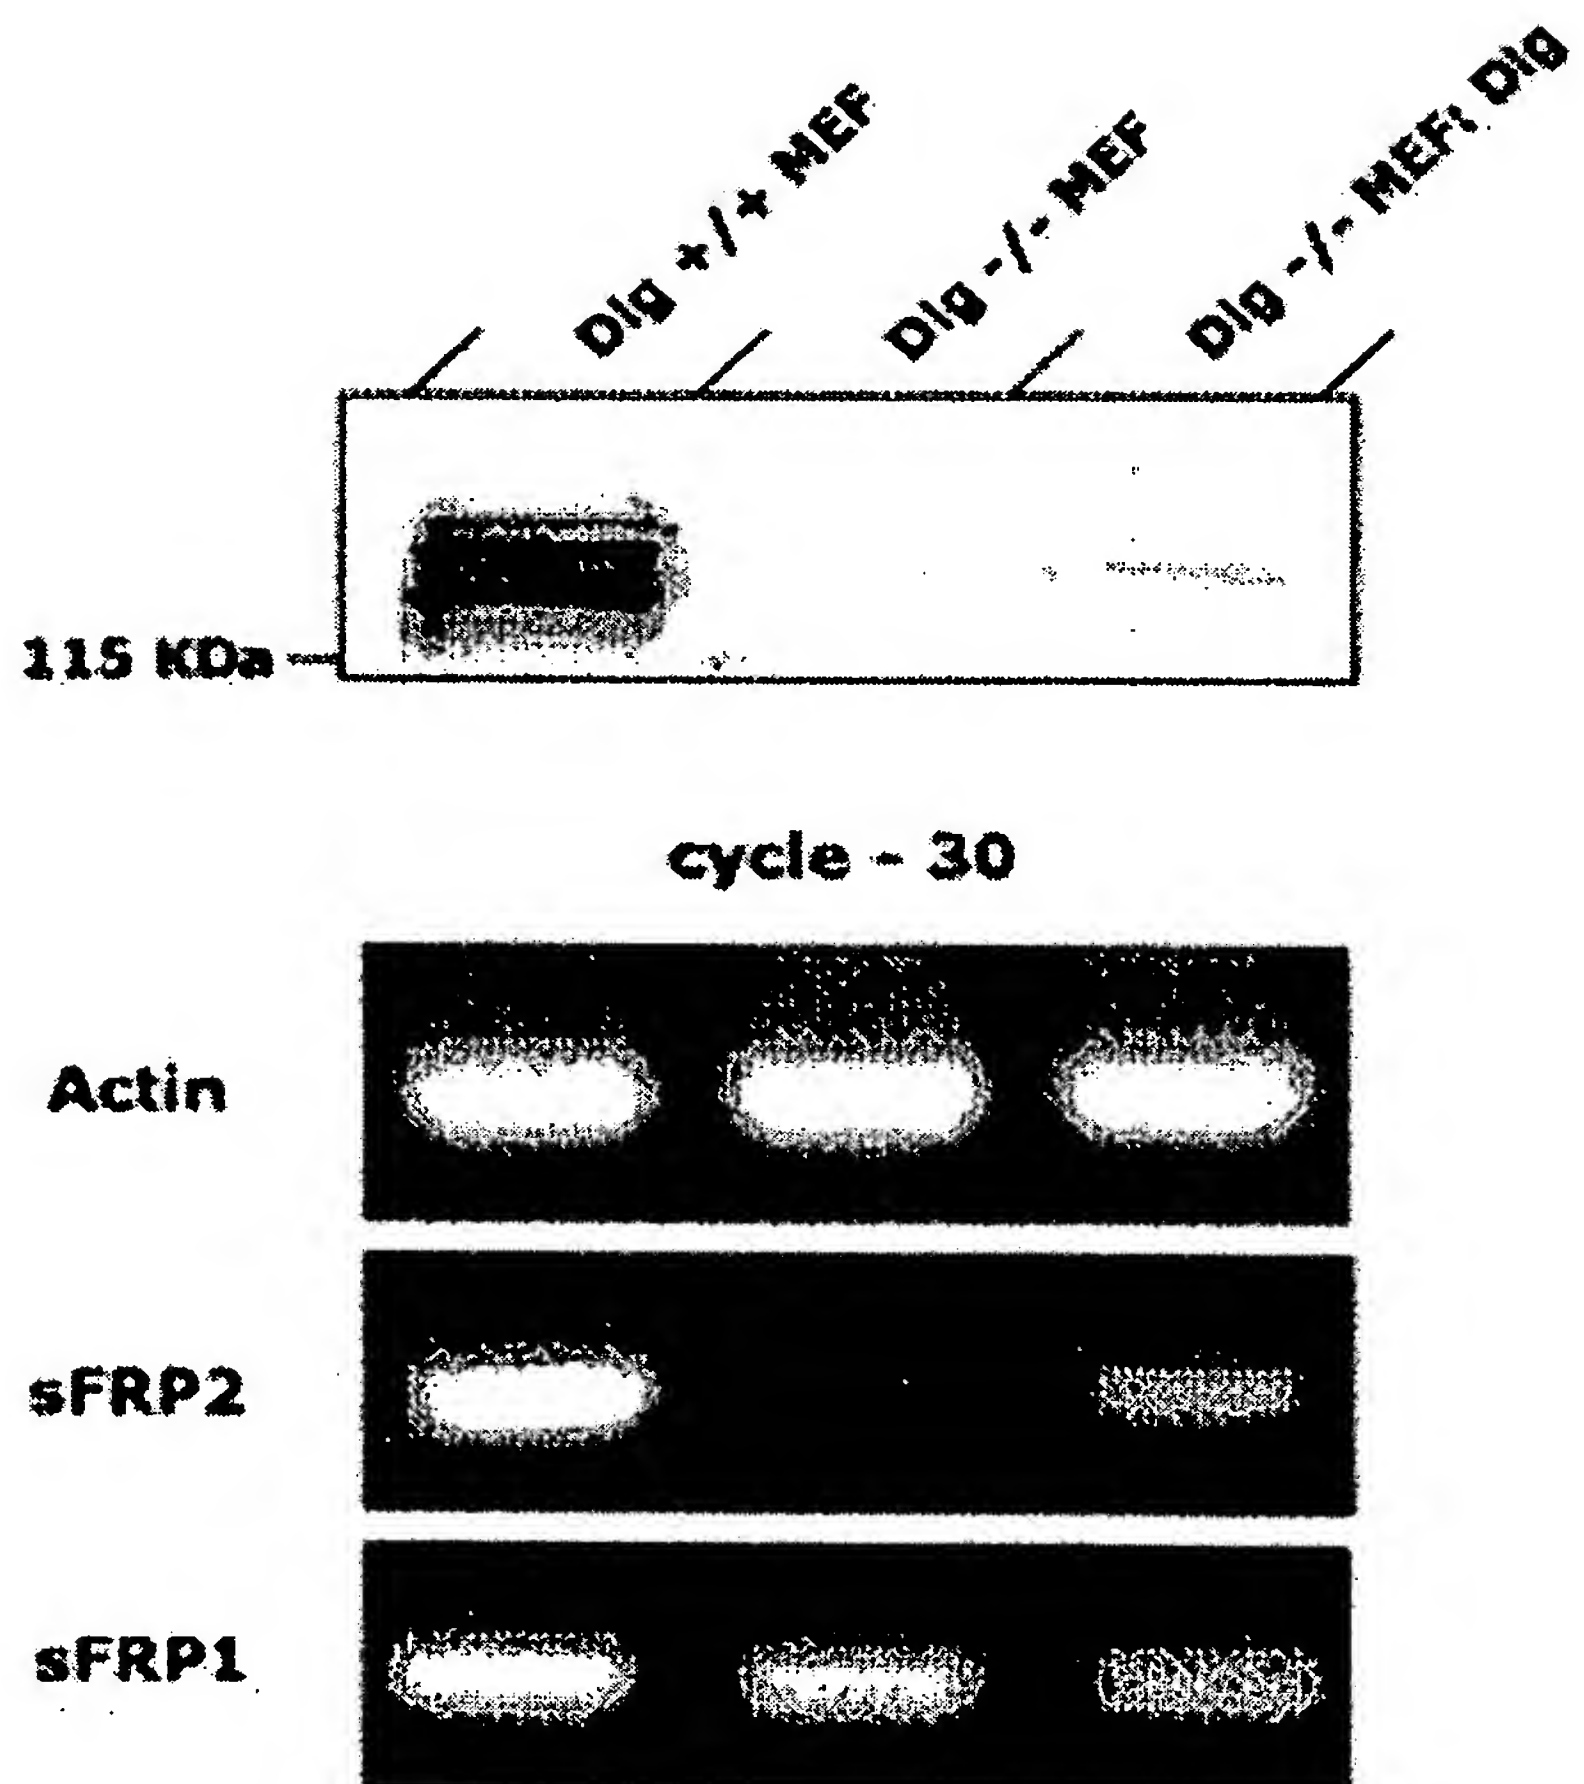 Dlg +/+ MEF
Dlg -/- MEF
Dlg -/- MEF; Dlg
115 KDa
cycle - 30
Actin
sFRP2
sFRP1